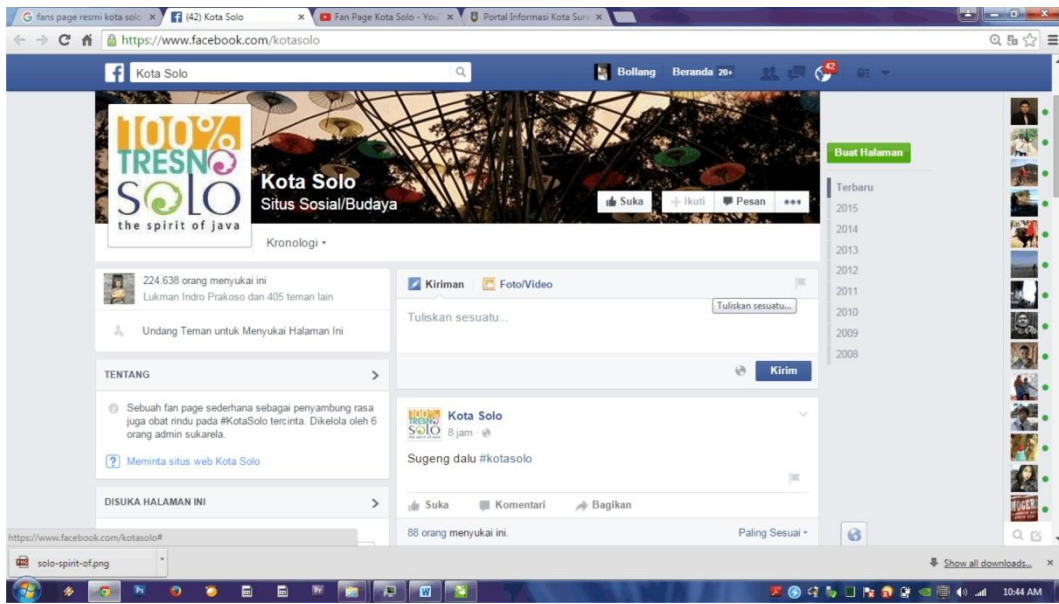 fans page resmi kota solo
(42) Kota Solo
Fan Page Kota Solo - You
Portal Informasi Kota Sura
https://www.facebook.com/kotasolo
Kota Solo
Bollang
Beranda 20+
42
100%
TRESNO
SOLO
the spirit of java
Kota Solo
Situs Sosial/Budaya
Suka
Ikuti
Pesan
Kronologi
Buat Halaman
Terbaru
2015
2014
2013
2012
2011
2010
2009
2008
224.638 orang menyukai ini
Lukman Indro Prakoso dan 405 teman lain
Undang Teman untuk Menyukai Halaman Ini
TENTANG
Sebuah fan page sederhana sebagai penyambung rasa
juga obat rindu pada #KotaSolo tercinta. Dikelola oleh 6
orang admin sukarela.
Meminta situs web Kota Solo
DISUKA HALAMAN INI
Kiriman
Foto/Video
Tuliskan sesuatu...
Tuliskan sesuatu...
Kirim
100%
TRESNO
SOLO
Kota Solo
8 jam
Sugeng dalu #kotasolo
Suka
Komentari
Bagikan
88 orang menyukai ini.
Paling Sesuai
https://www.facebook.com/kotasolo#
solo-spirit-of.png
Show all downloads...
10:44 AM